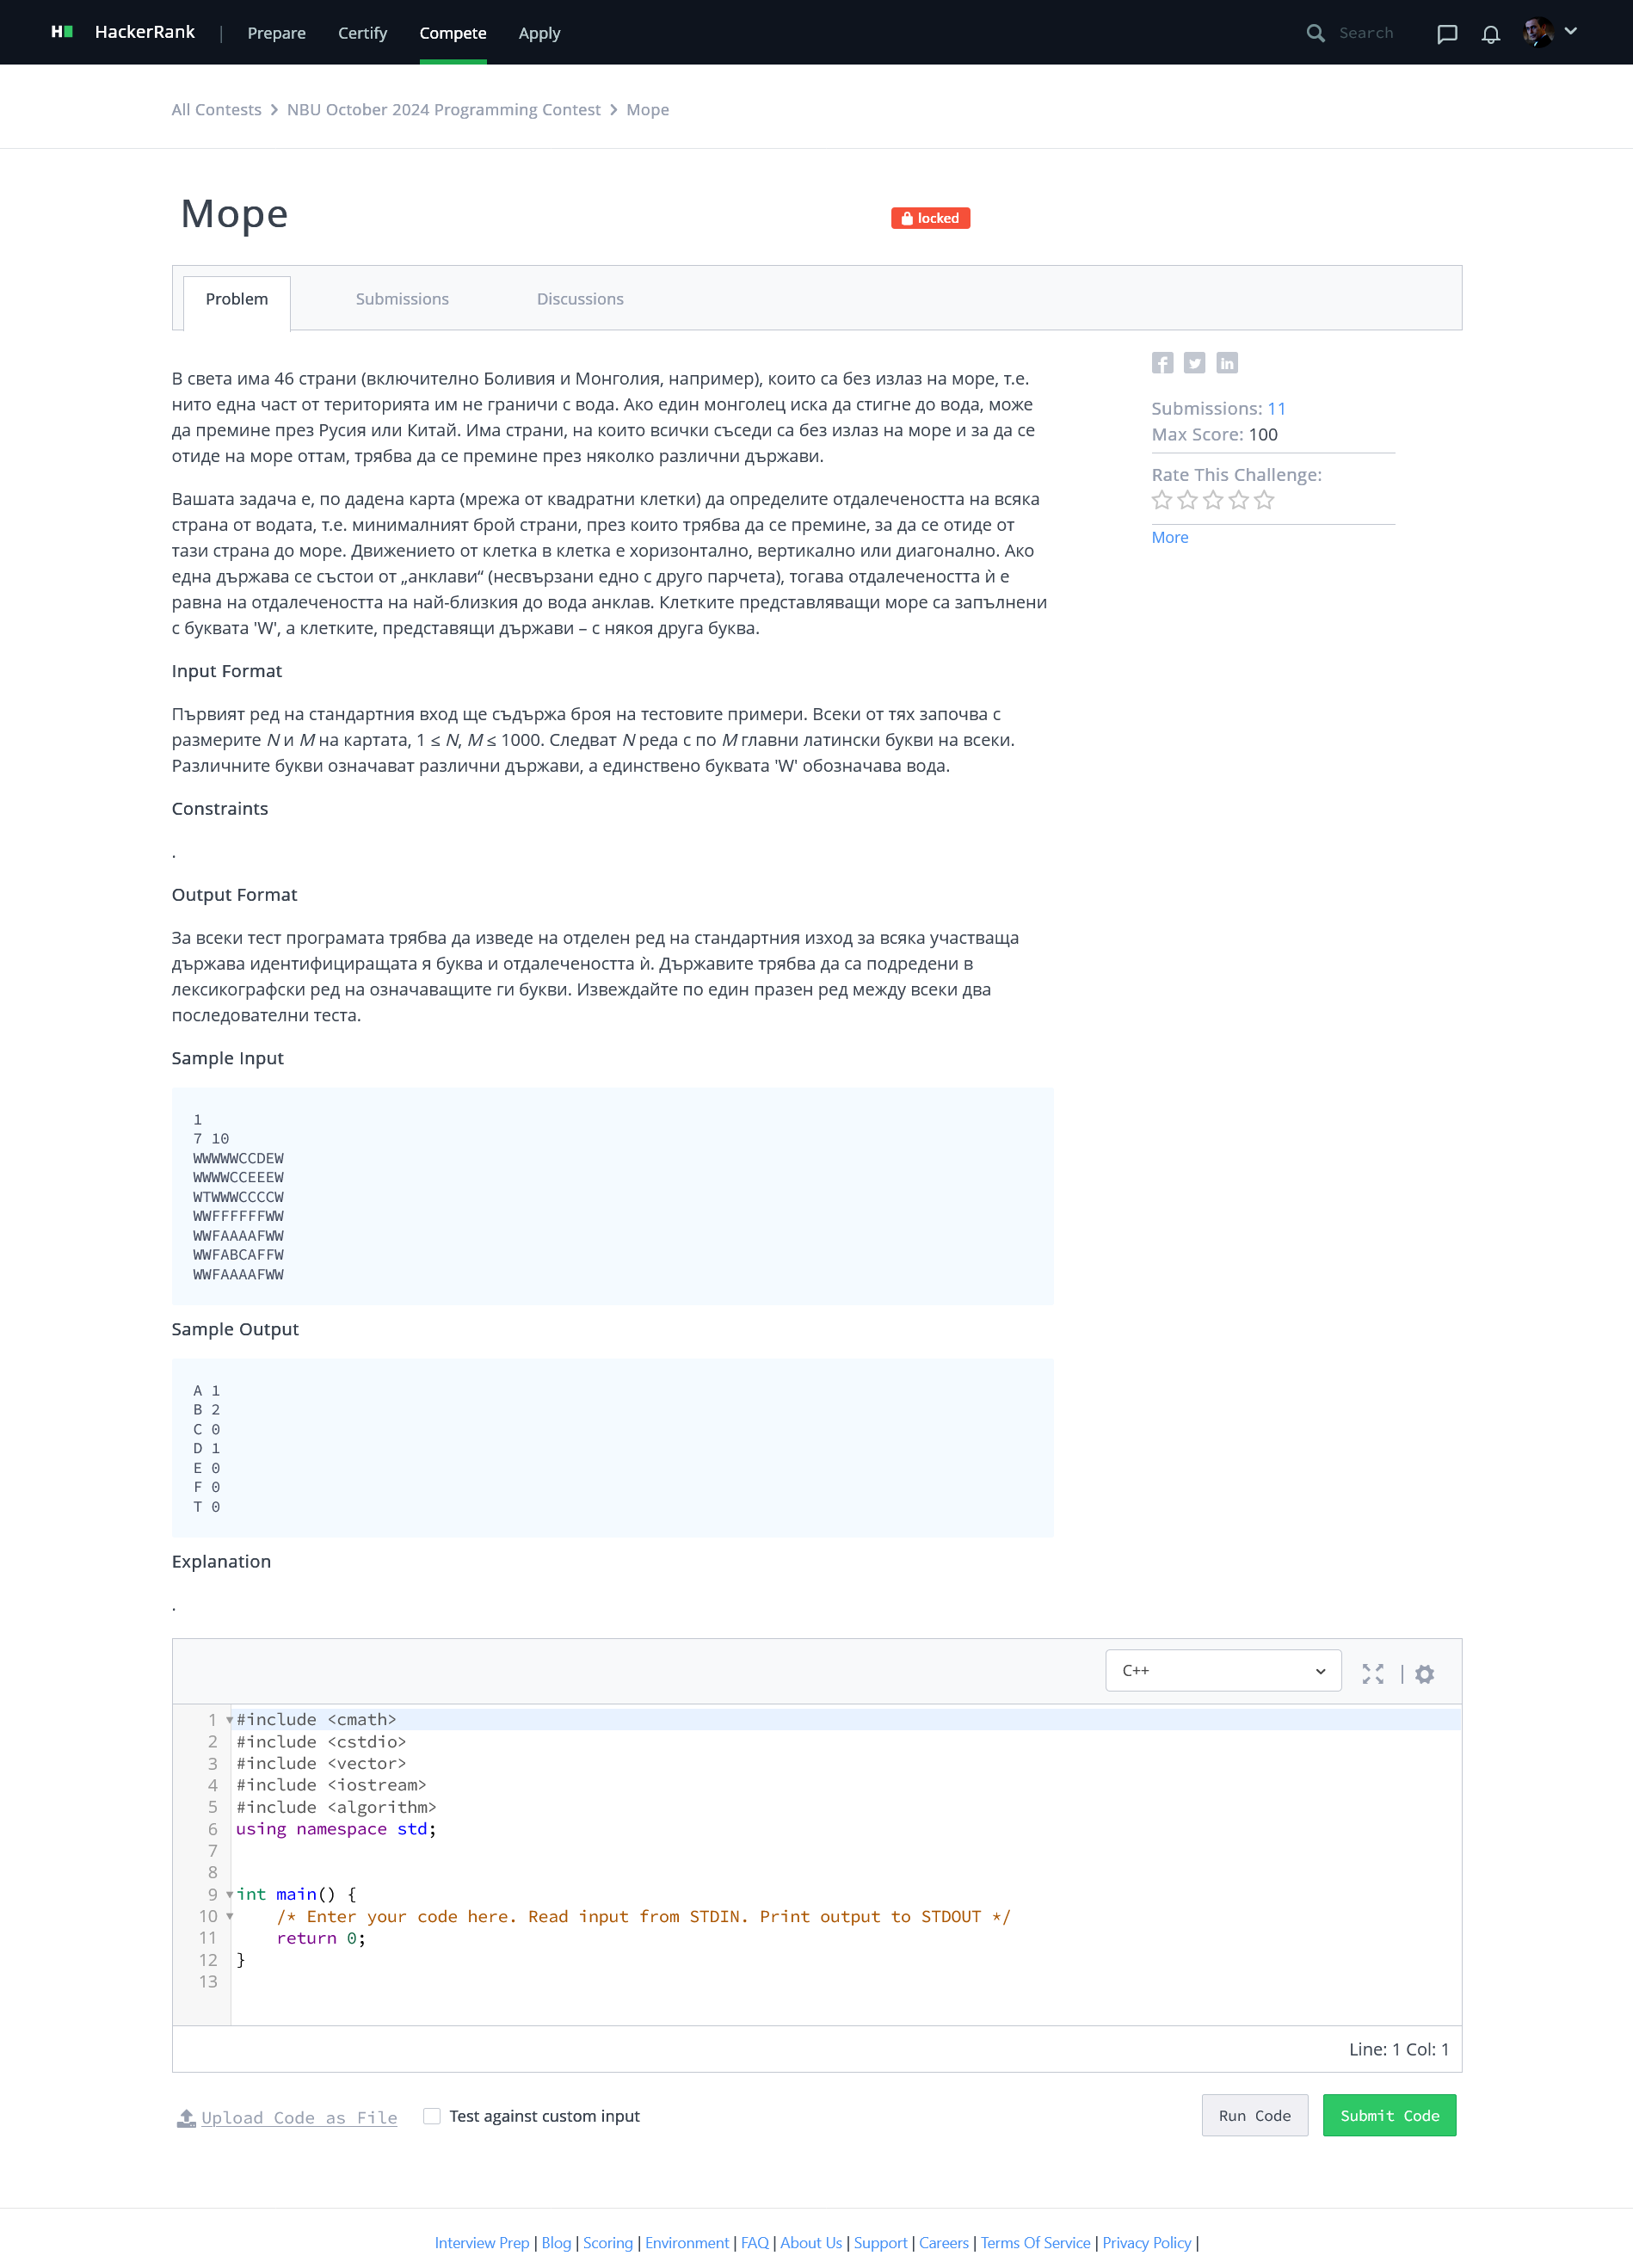 HackerRank | Prepare Certify Compete Apply Search
All Contests > NBU October 2024 Programming Contest > Море
Море
locked
Problem Submissions Discussions
В света има 46 страни (включително Боливия и Монголия, например), които са без излаз на море, т.е.
нито една част от територията им не граничи с вода. Ако един монголец иска да стигне до вода, може
да премине през Русия или Китай. Има страни, на които всички съседи са без излаз на море и за да се
отиде на море оттам, трябва да се премине през няколко различни държави.
Вашата задача е, по дадена карта (мрежа от квадратни клетки) да определите отдалечеността на всяка
страна от водата, т.е. минималният брой страни, през които трябва да се премине, за да се отиде от
тази страна до море. Движението от клетка в клетка е хоризонтално, вертикално или диагонално. Ако
една държава се състои от „анклави“ (несвързани едно с друго парчета), тогава отдалечеността ѝ е
равна на отдалечеността на най-близкия до вода анклав. Клетките представляващи море са запълнени
с буквата 'W', а клетките, представящи държави – с някоя друга буква.
Submissions: 11
Max Score: 100
Rate This Challenge:
More
Input Format
Първият ред на стандартния вход ще съдържа броя на тестовите примери. Всеки от тях започва с
размерите N и M на картата, 1 ≤ N, M ≤ 1000. Следват N реда с по M главни латински букви на всеки.
Различните букви означават различни държави, а единствено буквата 'W' обозначава вода.
Constraints
.
Output Format
За всеки тест програмата трябва да изведе на отделен ред на стандартния изход за всяка участваща
държава идентифициращата я буква и отдалечеността ѝ. Държавите трябва да са подредени в
лексикографски ред на означаващите ги букви. Извеждайте по един празен ред между всеки два
последователни теста.
Sample Input
1
7 10
WWWWWCCDEW
WWWWCCEEEW
WTWWWCCCCW
WWFFFFFFWW
WWFAAAAFWW
WWFABCAFFW
WWFAAAAFWW
Sample Output
A 1
B 2
C 0
D 1
E 0
F 0
T 0
Explanation
.
C++ |
1 #include <cmath>
2 #include <cstdio>
3 #include <vector>
4 #include <iostream>
5 #include <algorithm>
6 using namespace std;
7
8
9 int main() {
10 /* Enter your code here. Read input from STDIN. Print output to STDOUT */
11 return 0;
12 }
13
Line: 1 Col: 1
Upload Code as File Test against custom input Run Code Submit Code
Interview Prep | Blog | Scoring | Environment | FAQ | About Us | Support | Careers | Terms Of Service | Privacy Policy |